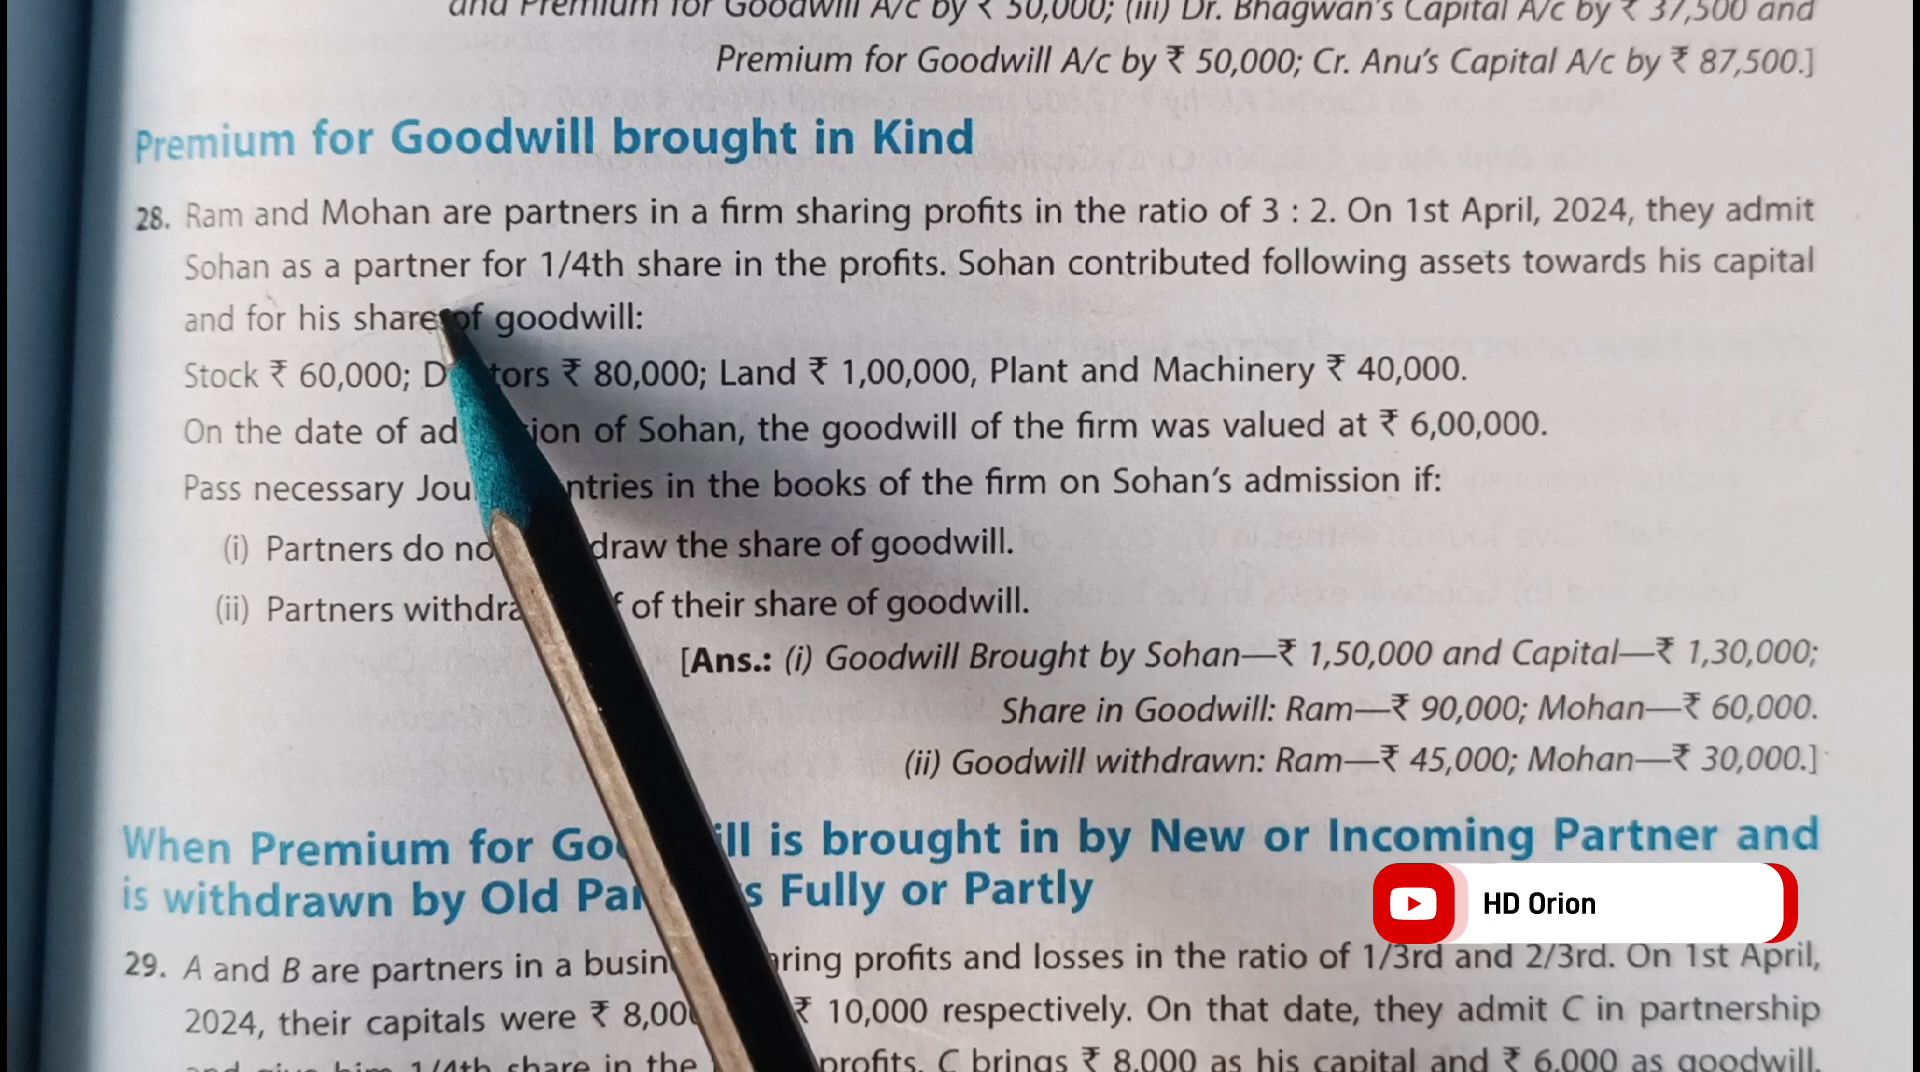 and Premium for Goodwill A/c by ₹ 50,000; (iii) Dr. Bhagwan's Capital A/c by ₹ 37,500 and
Premium for Goodwill A/c by ₹ 50,000; Cr. Anu's Capital A/c by ₹ 87,500.]
Premium for Goodwill brought in Kind
28. Ram and Mohan are partners in a firm sharing profits in the ratio of 3 : 2. On 1st April, 2024, they admit
Sohan as a partner for 1/4th share in the profits. Sohan contributed following assets towards his capital
and for his share of goodwill:
Stock ₹ 60,000; D tors ₹ 80,000; Land ₹ 1,00,000, Plant and Machinery ₹ 40,000.
On the date of ad ion of Sohan, the goodwill of the firm was valued at ₹ 6,00,000.
Pass necessary Jou ntries in the books of the firm on Sohan's admission if:
(i) Partners do no draw the share of goodwill.
(ii) Partners withdra f of their share of goodwill.
[Ans.: (i) Goodwill Brought by Sohan—₹ 1,50,000 and Capital—₹ 1,30,000;
Share in Goodwill: Ram—₹ 90,000; Mohan—₹ 60,000.
(ii) Goodwill withdrawn: Ram—₹ 45,000; Mohan—₹ 30,000.]
When Premium for Go ill is brought in by New or Incoming Partner and
is withdrawn by Old Par s Fully or Partly
HD Orion
29. A and B are partners in a busin aring profits and losses in the ratio of 1/3rd and 2/3rd. On 1st April,
2024, their capitals were ₹ 8,00 ₹ 10,000 respectively. On that date, they admit C in partnership
and give him 1/4th share in the profits. C brings ₹ 8,000 as his capital and ₹ 6,000 as goodwill.